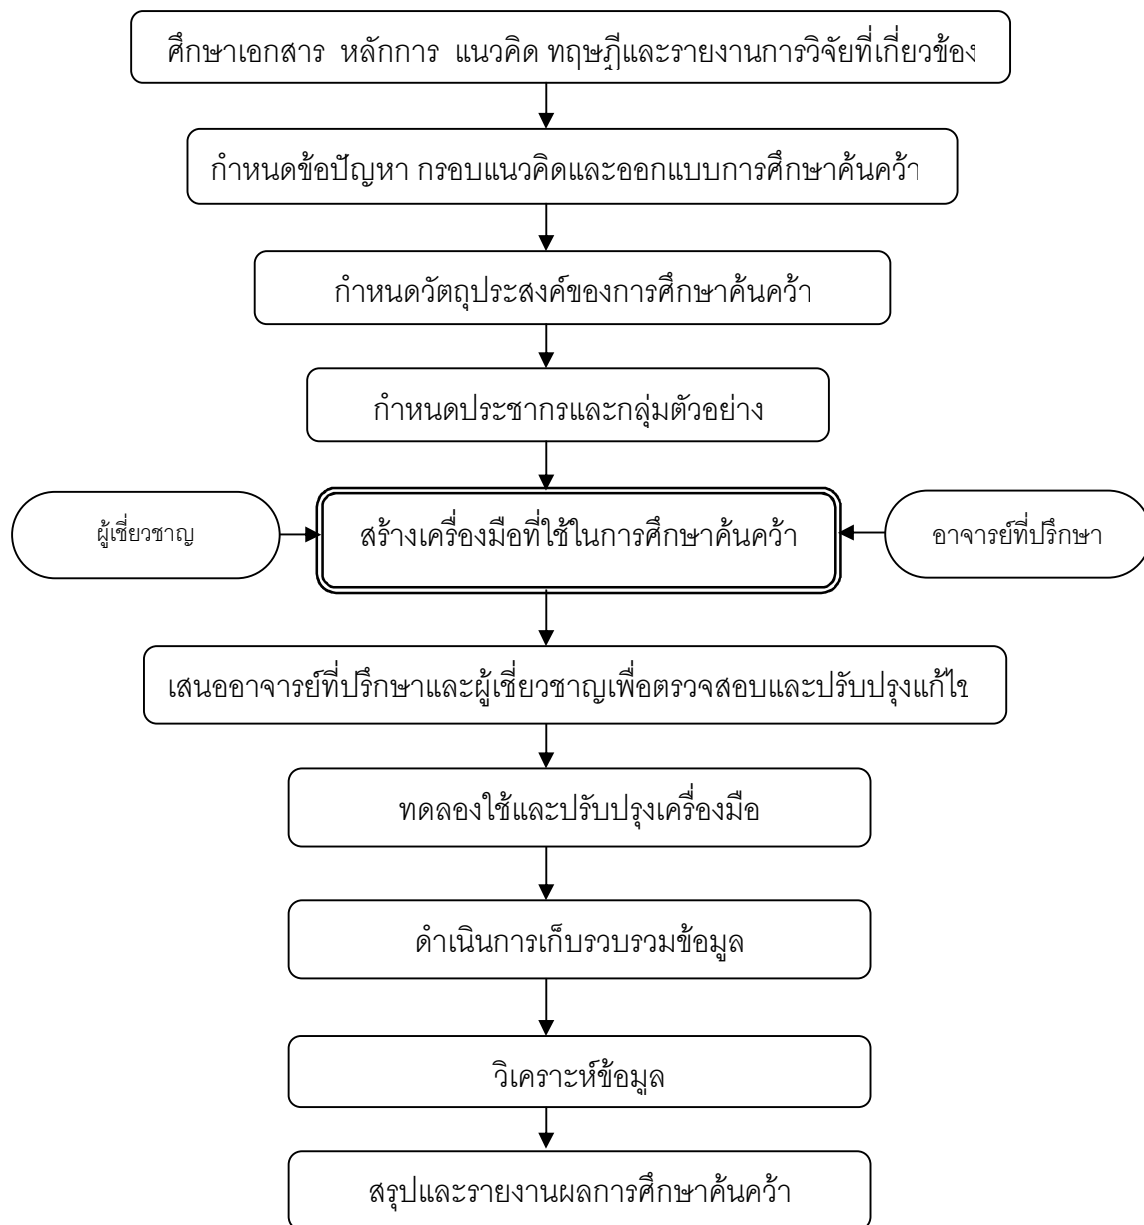 ศึกษาเอกสาร หลักการ แนวคิด ทฤษฎีและรายงานการวิจัยที่เกี่ยวข้อง
กำหนดข้อปัญหา กรอบแนวคิดและออกแบบการศึกษาค้นคว้า
กำหนดวัตถุประสงค์ของการศึกษาค้นคว้า
กำหนดประชากรและกลุ่มตัวอย่าง
ผู้เชี่ยวชาญ
สร้างเครื่องมือที่ใช้ในการศึกษาค้นคว้า
อาจารย์ที่ปรึกษา
เสนออาจารย์ที่ปรึกษาและผู้เชี่ยวชาญเพื่อตรวจสอบและปรับปรุงแก้ไข
ทดลองใช้และปรับปรุงเครื่องมือ
ดำเนินการเก็บรวบรวมข้อมูล
วิเคราะห์ข้อมูล
สรุปและรายงานผลการศึกษาค้นคว้า